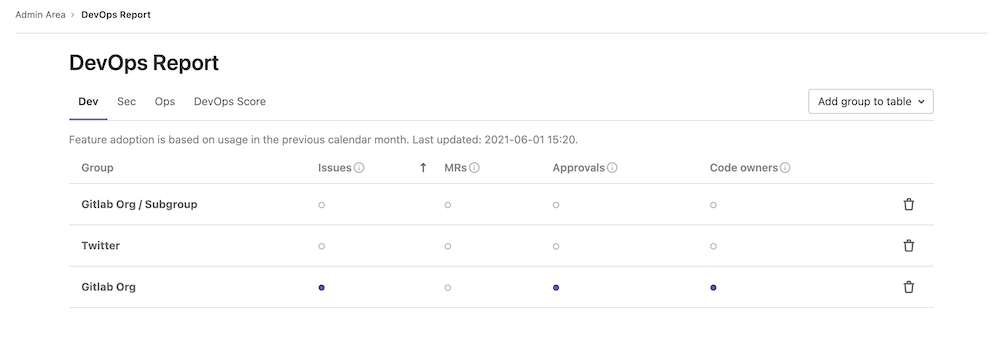 Admin Area › DevOps Report
DevOps Report
Dev Sec Ops DevOps Score Add group to table
Feature adoption is based on usage in the previous calendar month. Last updated: 2021-06-01 15:20.
Group Issues ↑ MRs Approvals Code owners
Gitlab Org / Subgroup
Twitter
Gitlab Org